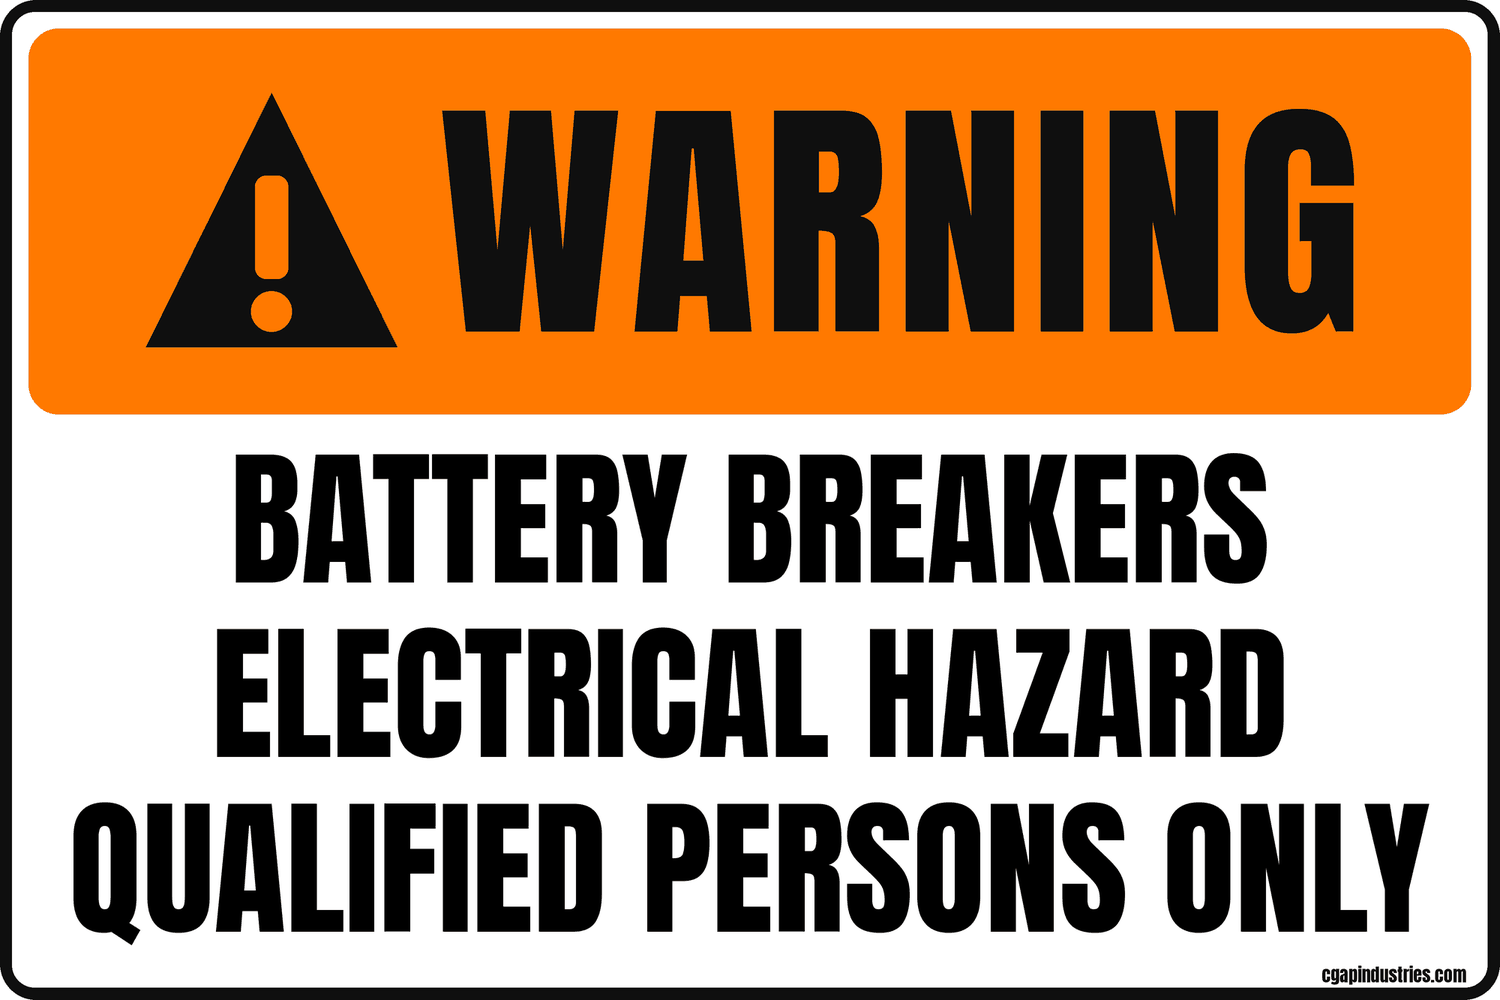 WARNING
BATTERY BREAKERS
ELECTRICAL HAZARD
QUALIFIED PERSONS ONLY
cgapindustries.com